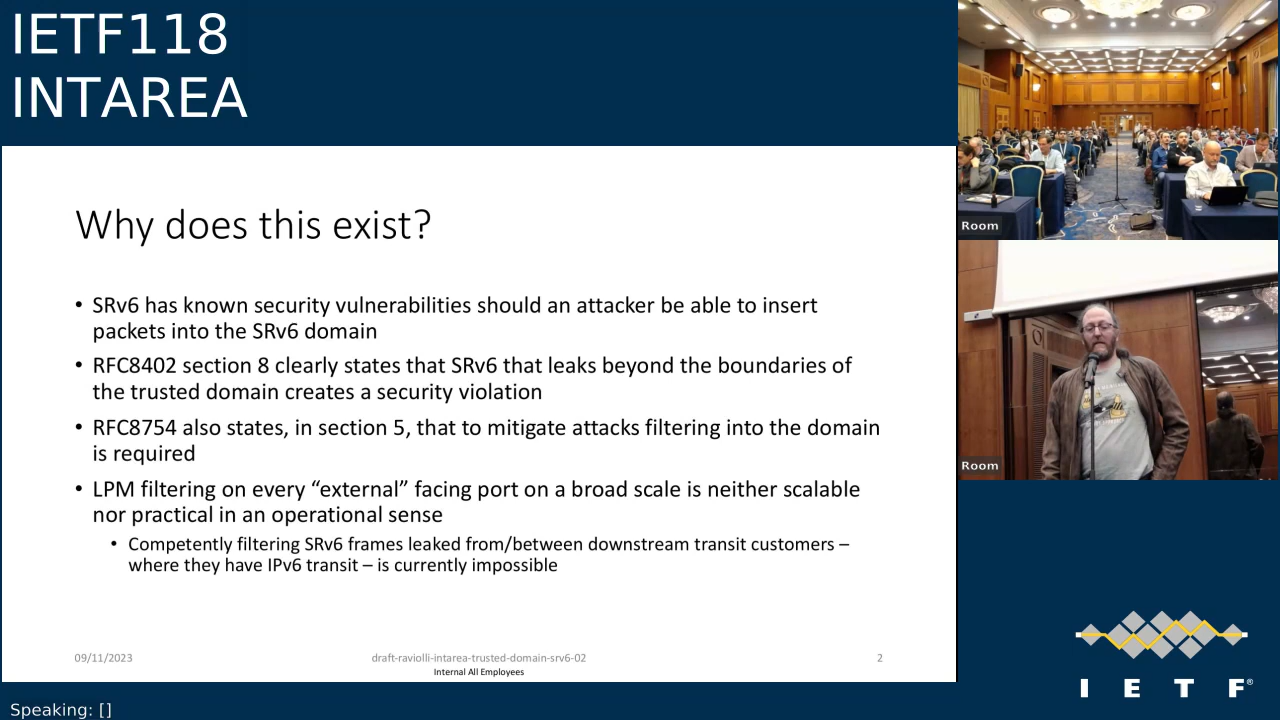 IETF118
INTAREA
Why does this exist?
• SRv6 has known security vulnerabilities should an attacker be able to insert
packets into the SRv6 domain
• RFC8402 section 8 clearly states that SRv6 that leaks beyond the boundaries of
the trusted domain creates a security violation
• RFC8754 also states, in section 5, that to mitigate attacks filtering into the domain
is required
• LPM filtering on every “external” facing port on a broad scale is neither scalable
nor practical in an operational sense
• Competently filtering SRv6 frames leaked from/between downstream transit customers –
where they have IPv6 transit – is currently impossible
09/11/2023
draft-raviolli-intarea-trusted-domain-srv6-02
2
Internal All Employees
Room
Room
I E T F®
Speaking: []